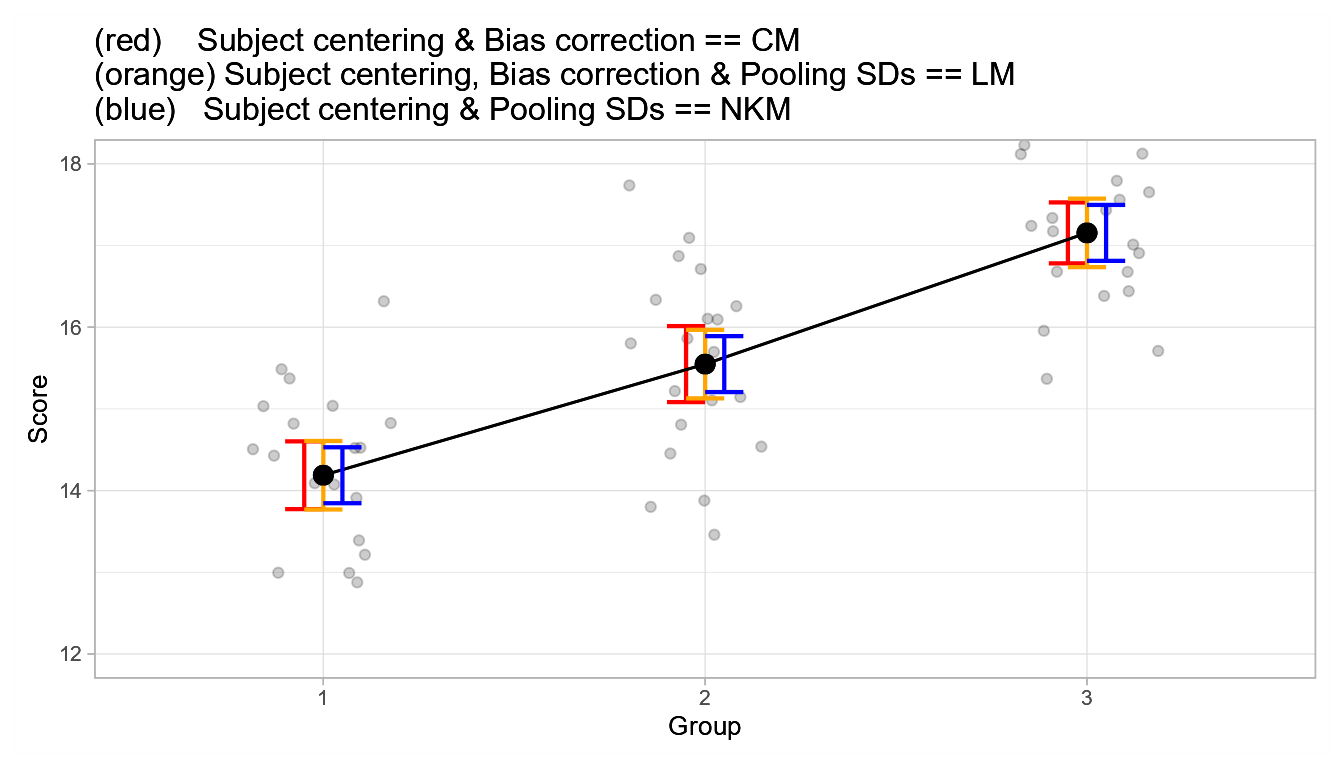 (red) Subject centering & Bias correction == CM
(orange) Subject centering, Bias correction & Pooling SDs == LM
(blue) Subject centering & Pooling SDs == NKM
18
16
14
12
Score
1 2 3
Group